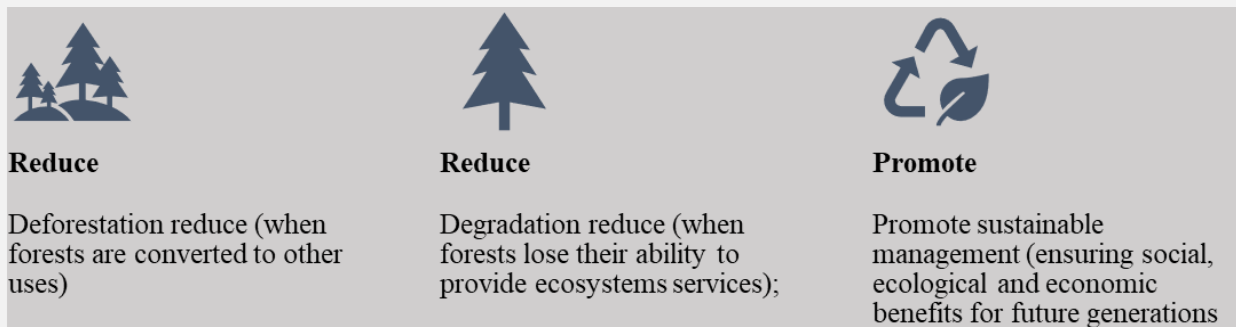 Reduce
Deforestation reduce (when
forests are converted to other
uses)
Reduce
Degradation reduce (when
forests lose their ability to
provide ecosystems services);
Promote
Promote sustainable
management (ensuring social,
ecological and economic
benefits for future generations